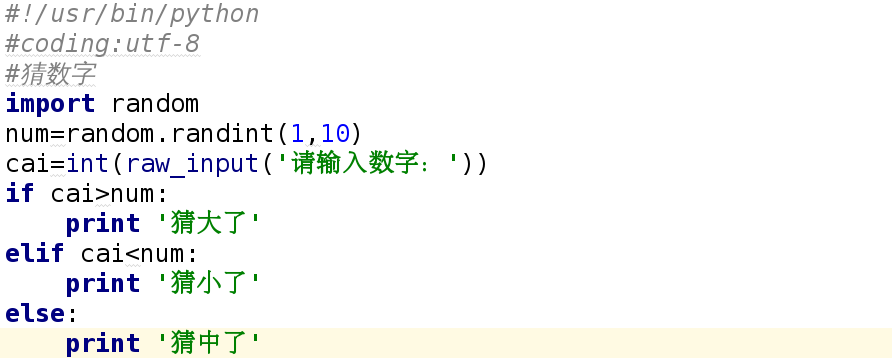 #!/usr/bin/python
#coding:utf-8
#猜数字
import random
num=random.randint(1,10)
cai=int(raw_input('请输入数字：'))
if cai>num:
    print '猜大了'
elif cai<num:
    print '猜小了'
else:
    print '猜中了'